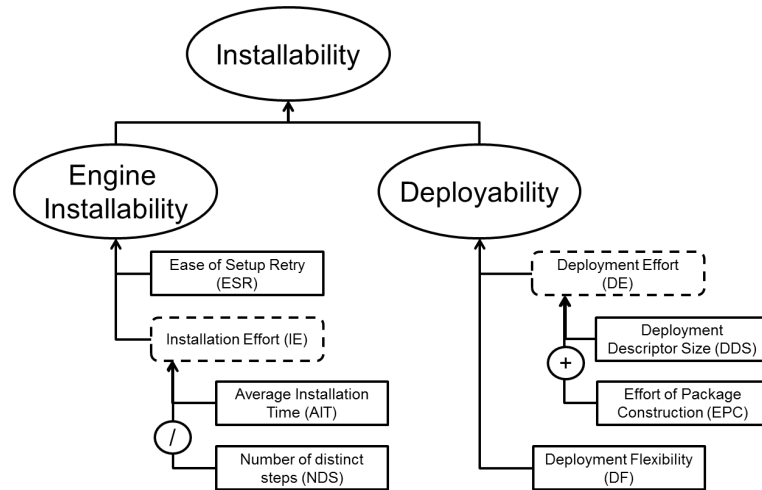 Installability
Engine
Installability
Deployability
Ease of Setup Retry
(ESR)
Installation Effort (IE)
Average Installation
Time (AIT)
/
Number of distinct
steps (NDS)
Deployment Effort
(DE)
Deployment
Descriptor Size (DDS)
+
Effort of Package
Construction (EPC)
Deployment Flexibility
(DF)